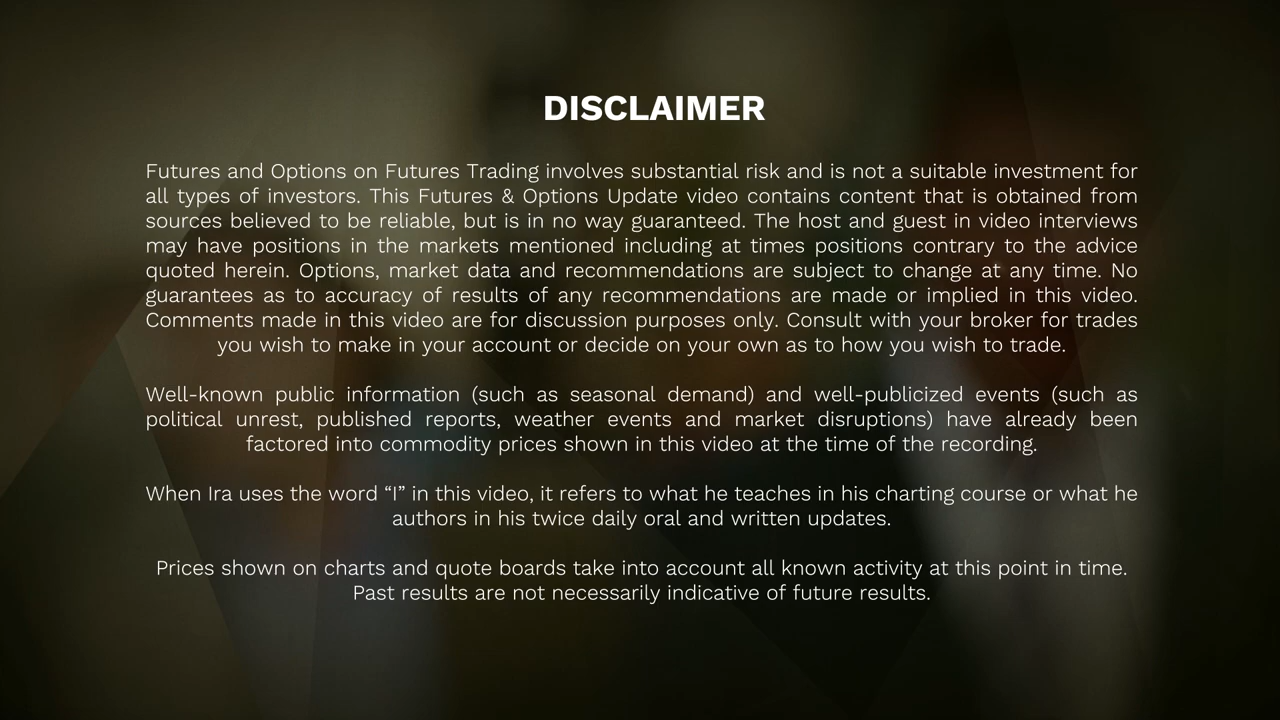 DISCLAIMER
Futures and Options on Futures Trading involves substantial risk and is not a suitable investment for
all types of investors. This Futures & Options Update video contains content that is obtained from
sources believed to be reliable, but is in no way guaranteed. The host and guest in video interviews
may have positions in the markets mentioned including at times positions contrary to the advice
quoted herein. Options, market data and recommendations are subject to change at any time. No
guarantees as to accuracy of results of any recommendations are made or implied in this video.
Comments made in this video are for discussion purposes only. Consult with your broker for trades
you wish to make in your account or decide on your own as to how you wish to trade.
Well-known public information (such as seasonal demand) and well-publicized events (such as
political unrest, published reports, weather events and market disruptions) have already been
factored into commodity prices shown in this video at the time of the recording.
When Ira uses the word “I” in this video, it refers to what he teaches in his charting course or what he
authors in his twice daily oral and written updates.
Prices shown on charts and quote boards take into account all known activity at this point in time.
Past results are not necessarily indicative of future results.